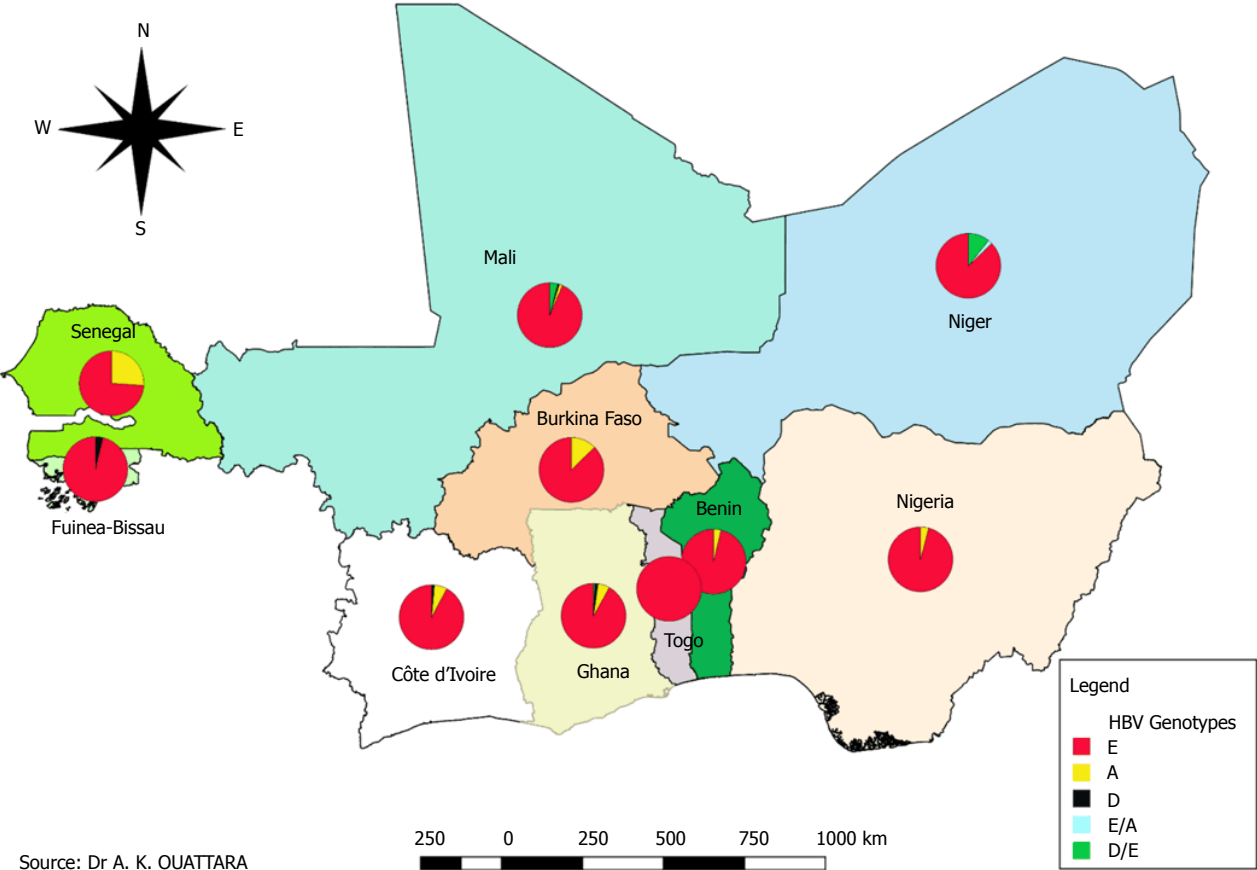 N
W
E
S
Mali
Niger
Senegal
Burkina Faso
Benin
Nigeria
Fuinea-Bissau
Togo
Côte d’Ivoire
Ghana
Legend
HBV Genotypes
E
A
D
E/A
D/E
250 0 250 500 750 1000 km
Source: Dr A. K. OUATTARA